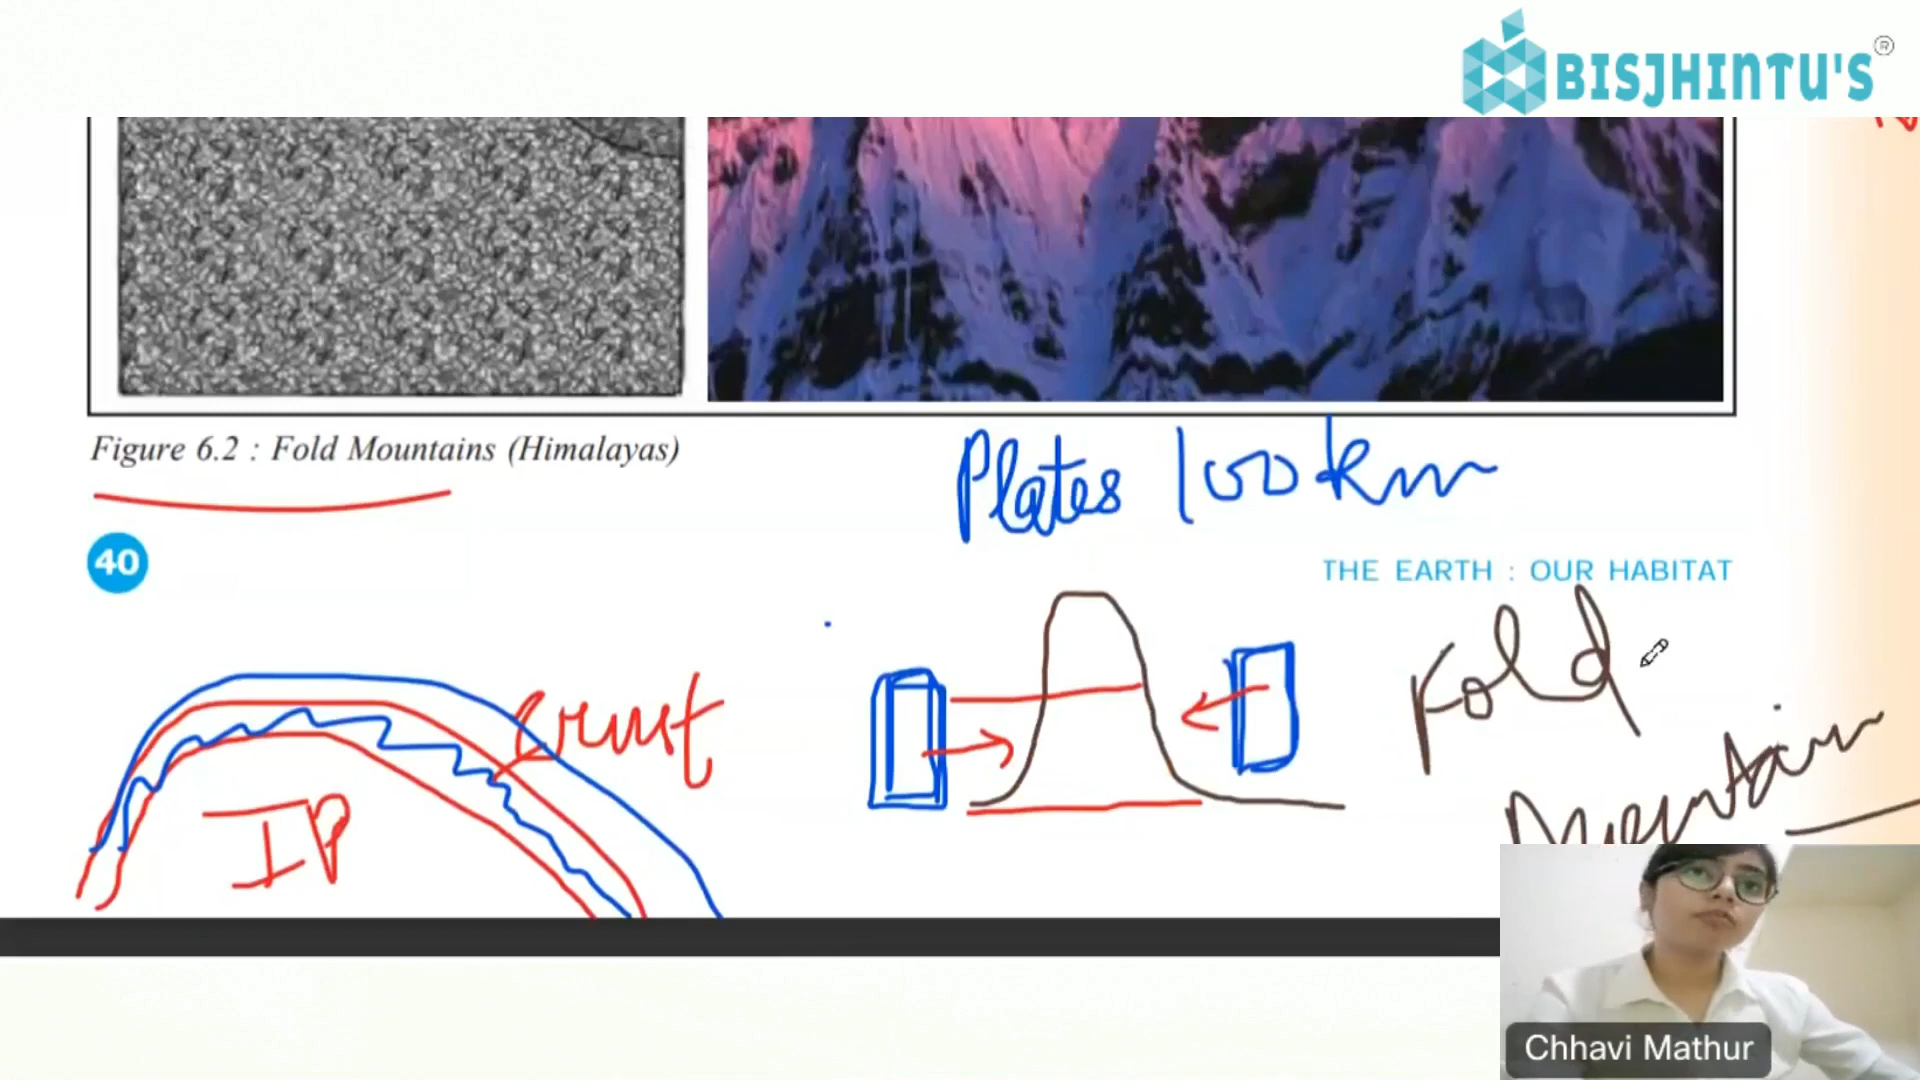 BISJHINTU'S®
Figure 6.2 : Fold Mountains (Himalayas)
Plates 100km
40
THE EARTH : OUR HABITAT
Fold
Mountain
crust
IP
Chhavi Mathur